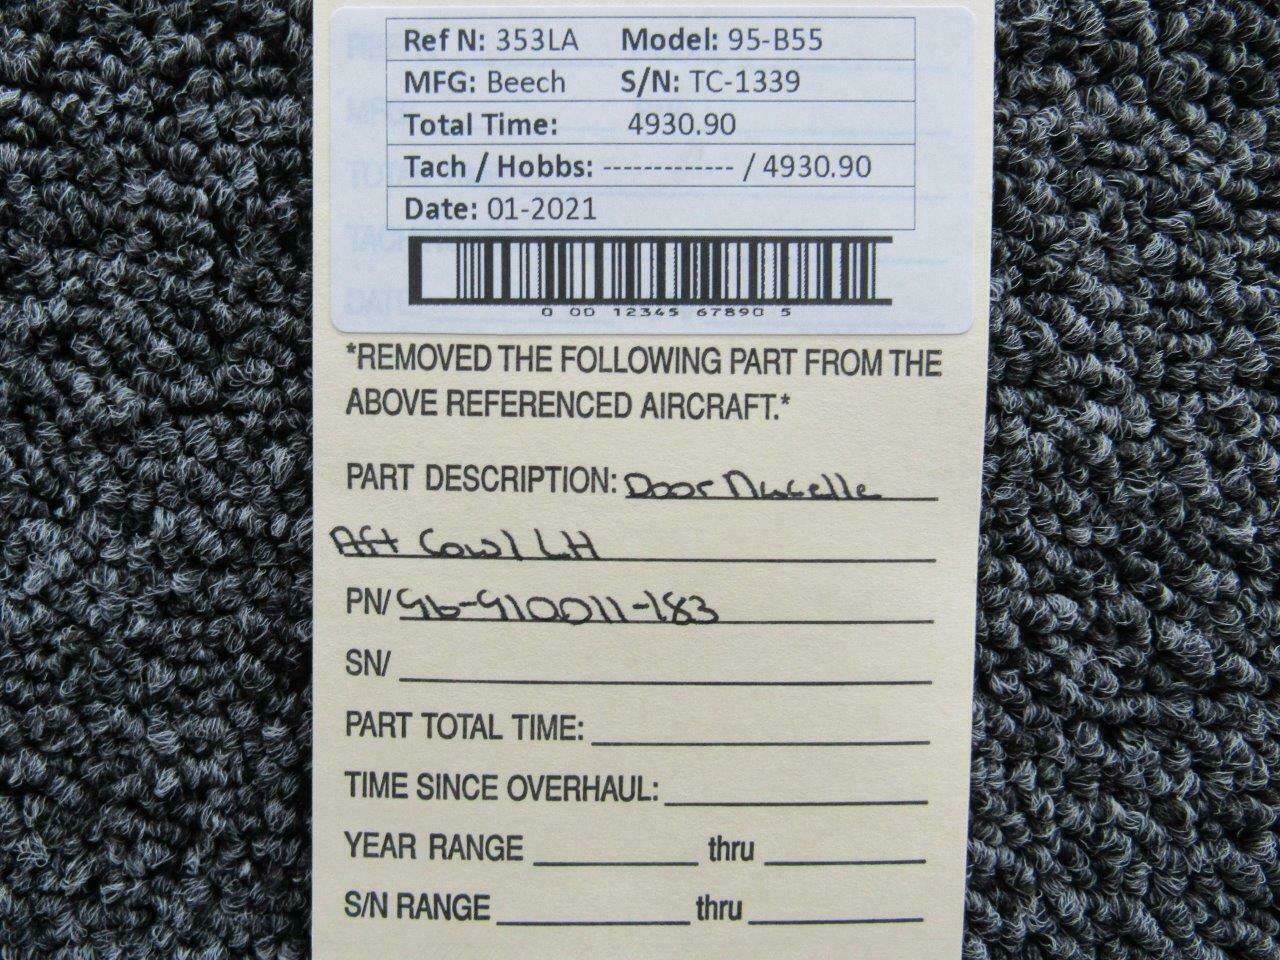 Ref N: 353LA Model: 95-B55
MFG: Beech S/N: TC-1339
Total Time: 4930.90
Tach / Hobbs: ------------- / 4930.90
Date: 01-2021
0 00 12345 67890 5
*REMOVED THE FOLLOWING PART FROM THE
ABOVE REFERENCED AIRCRAFT.*
PART DESCRIPTION: Door Nacelle
Aft Cowl LH
PN/ 96-910011-183
SN/
PART TOTAL TIME:
TIME SINCE OVERHAUL:
YEAR RANGE thru
S/N RANGE thru